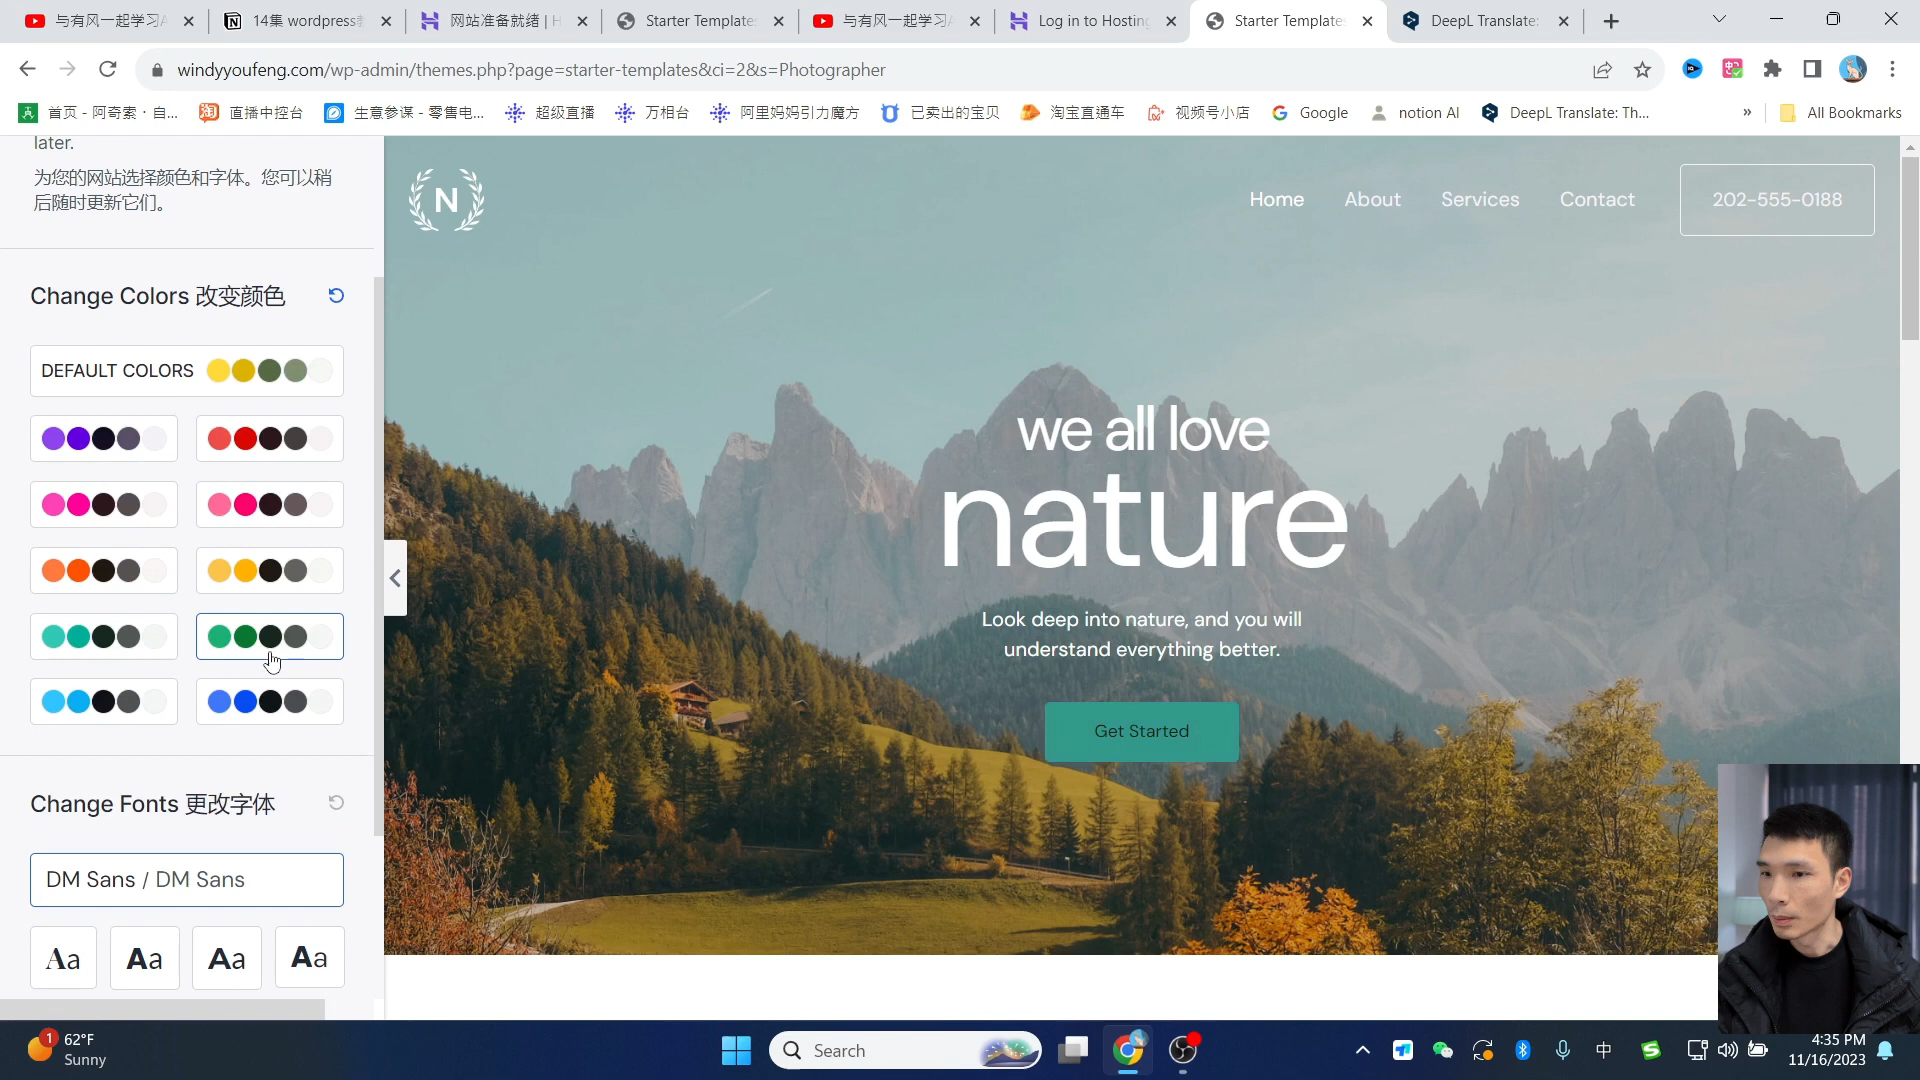 与有风一起学习A
14集 wordpress
网站准备就绪 | H
Starter Templates
与有风一起学习A
Log in to Hosting
Starter Templates
DeepL Translate:
windyyoufeng.com/wp-admin/themes.php?page=starter-templates&ci=2&s=Photographer
首页 - 阿奇索 · 自...
直播中控台
生意参谋 - 零售电...
超级直播
万相台
阿里妈妈引力魔方
已卖出的宝贝
淘宝直通车
视频号小店
Google
notion AI
DeepL Translate: Th...
»
All Bookmarks
later.
为您的网站选择颜色和字体。您可以稍
后随时更新它们。
Change Colors 改变颜色
DEFAULT COLORS
Change Fonts 更改字体
DM Sans / DM Sans
Aa Aa Aa Aa
N
Home
About
Services
Contact
202-555-0188
we all love
nature
Look deep into nature, and you will
understand everything better.
Get Started
1
62°F
Sunny
Search
中
4:35 PM
11/16/2023